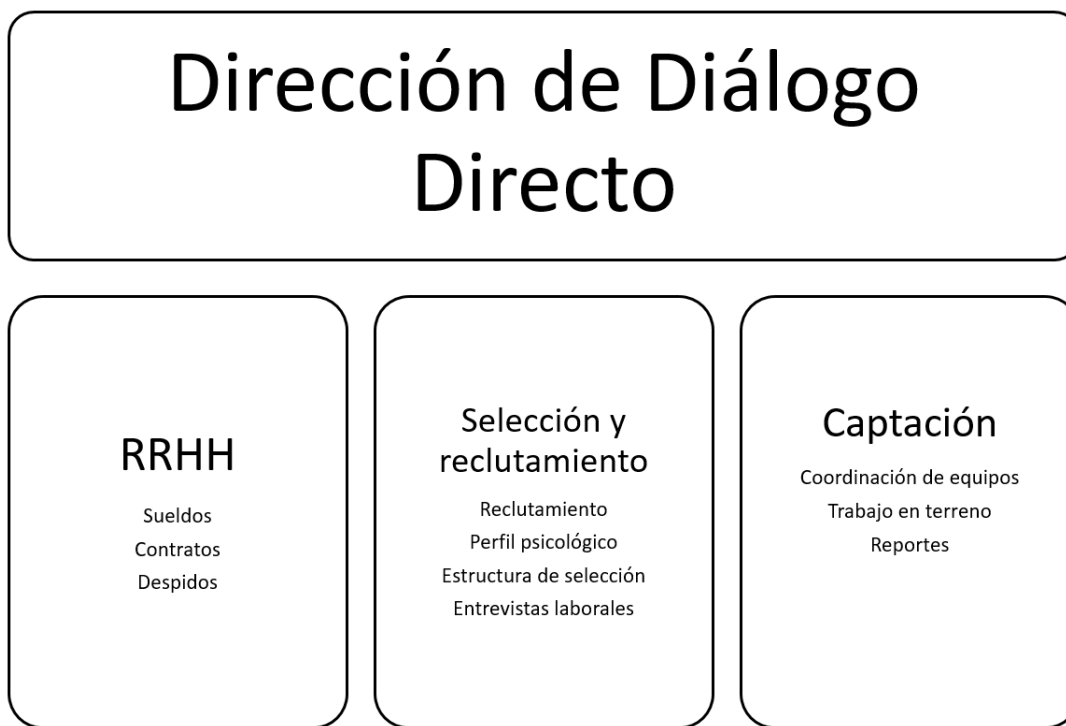 Dirección de Diálogo
Directo
RRHH
Sueldos
Contratos
Despidos
Selección y
reclutamiento
Reclutamiento
Perfil psicológico
Estructura de selección
Entrevistas laborales
Captación
Coordinación de equipos
Trabajo en terreno
Reportes